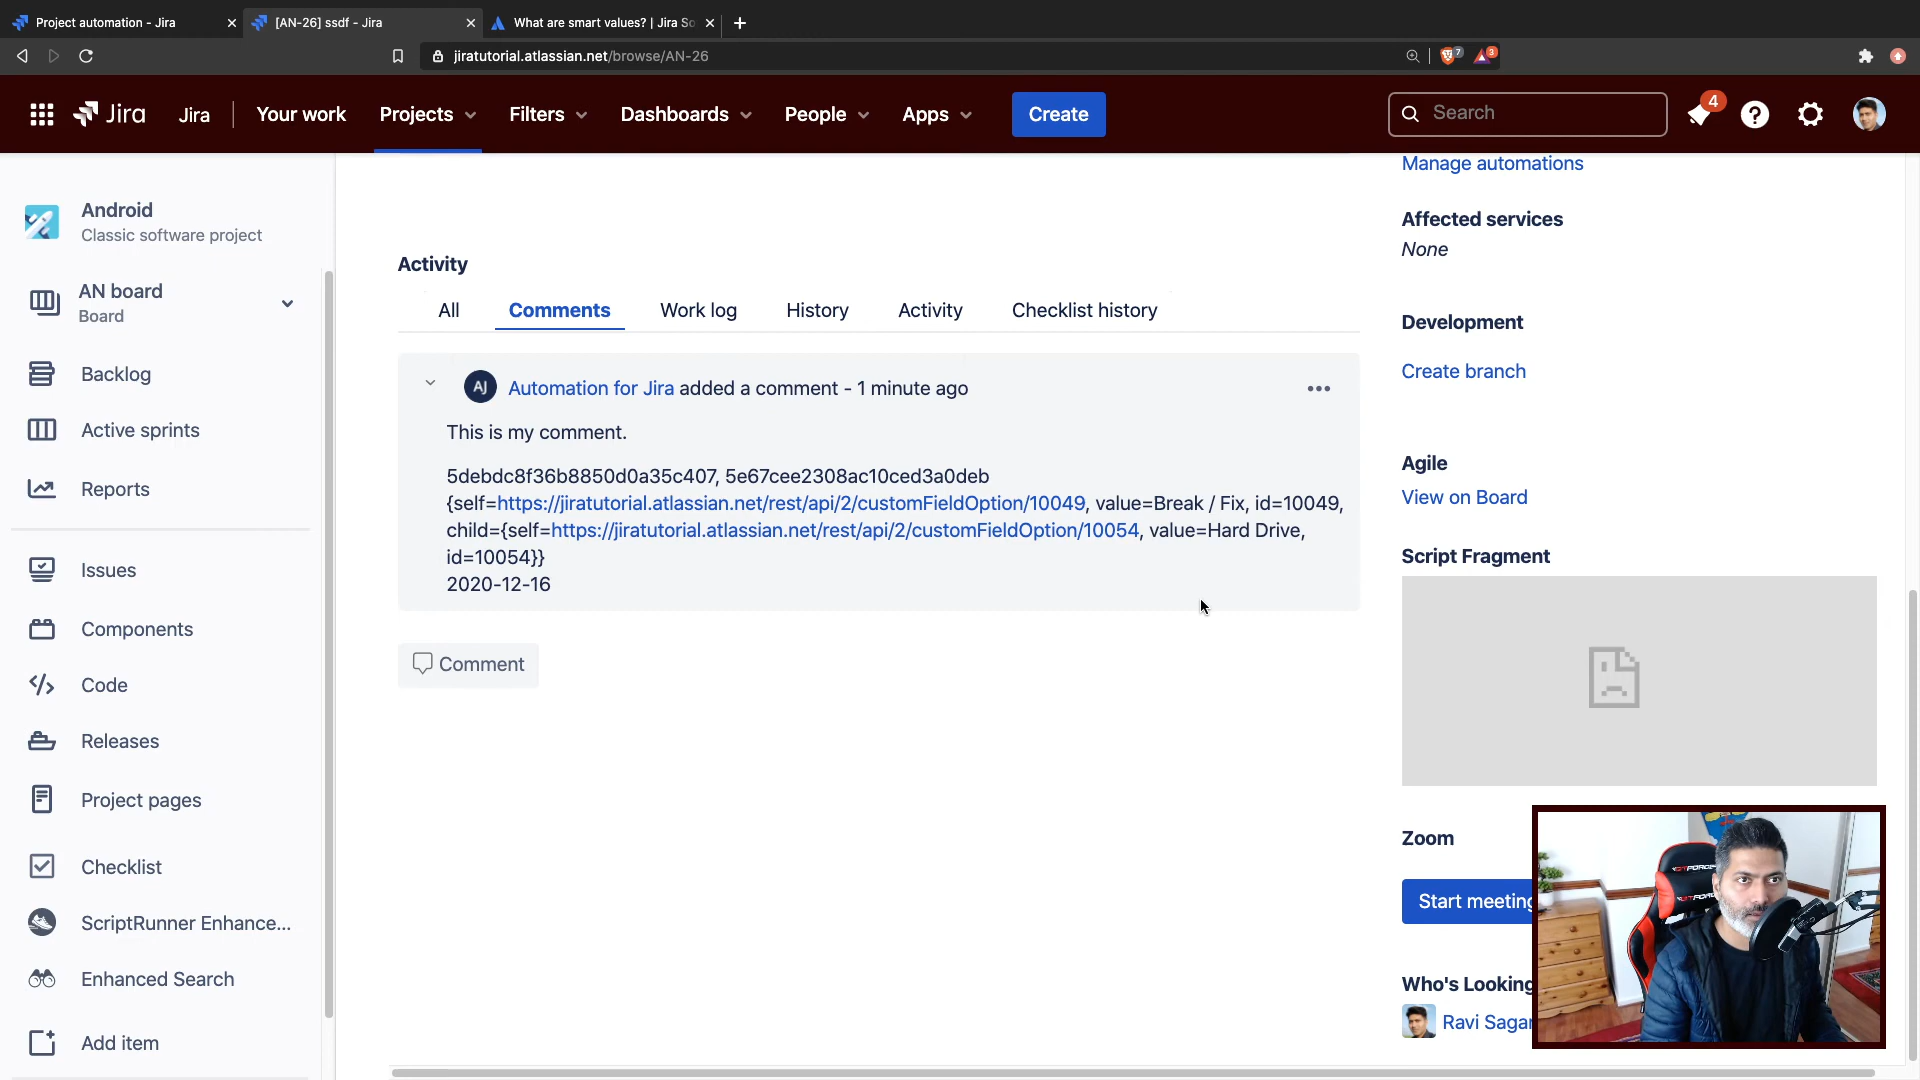 Project automation - Jira
[AN-26] ssdf - Jira
What are smart values? | Jira So
jiratutorial.atlassian.net/browse/AN-26
7
3
Jira
Jira
Your work
Projects
Filters
Dashboards
People
Apps
Create
Search
4
Android
Classic software project
AN board
Board
Backlog
Active sprints
Reports
Issues
Components
Code
Releases
Project pages
Checklist
ScriptRunner Enhance...
Enhanced Search
Add item
Activity
All
Comments
Work log
History
Activity
Checklist history
AJ
Automation for Jira added a comment - 1 minute ago
This is my comment.
5debdc8f36b8850d0a35c407, 5e67cee2308ac10ced3a0deb
{self=https://jiratutorial.atlassian.net/rest/api/2/customFieldOption/10049, value=Break / Fix, id=10049,
child={self=https://jiratutorial.atlassian.net/rest/api/2/customFieldOption/10054, value=Hard Drive,
id=10054}}
2020-12-16
Comment
Manage automations
Affected services
None
Development
Create branch
Agile
View on Board
Script Fragment
Zoom
Start meeting
Who's Looking
Ravi Sagar